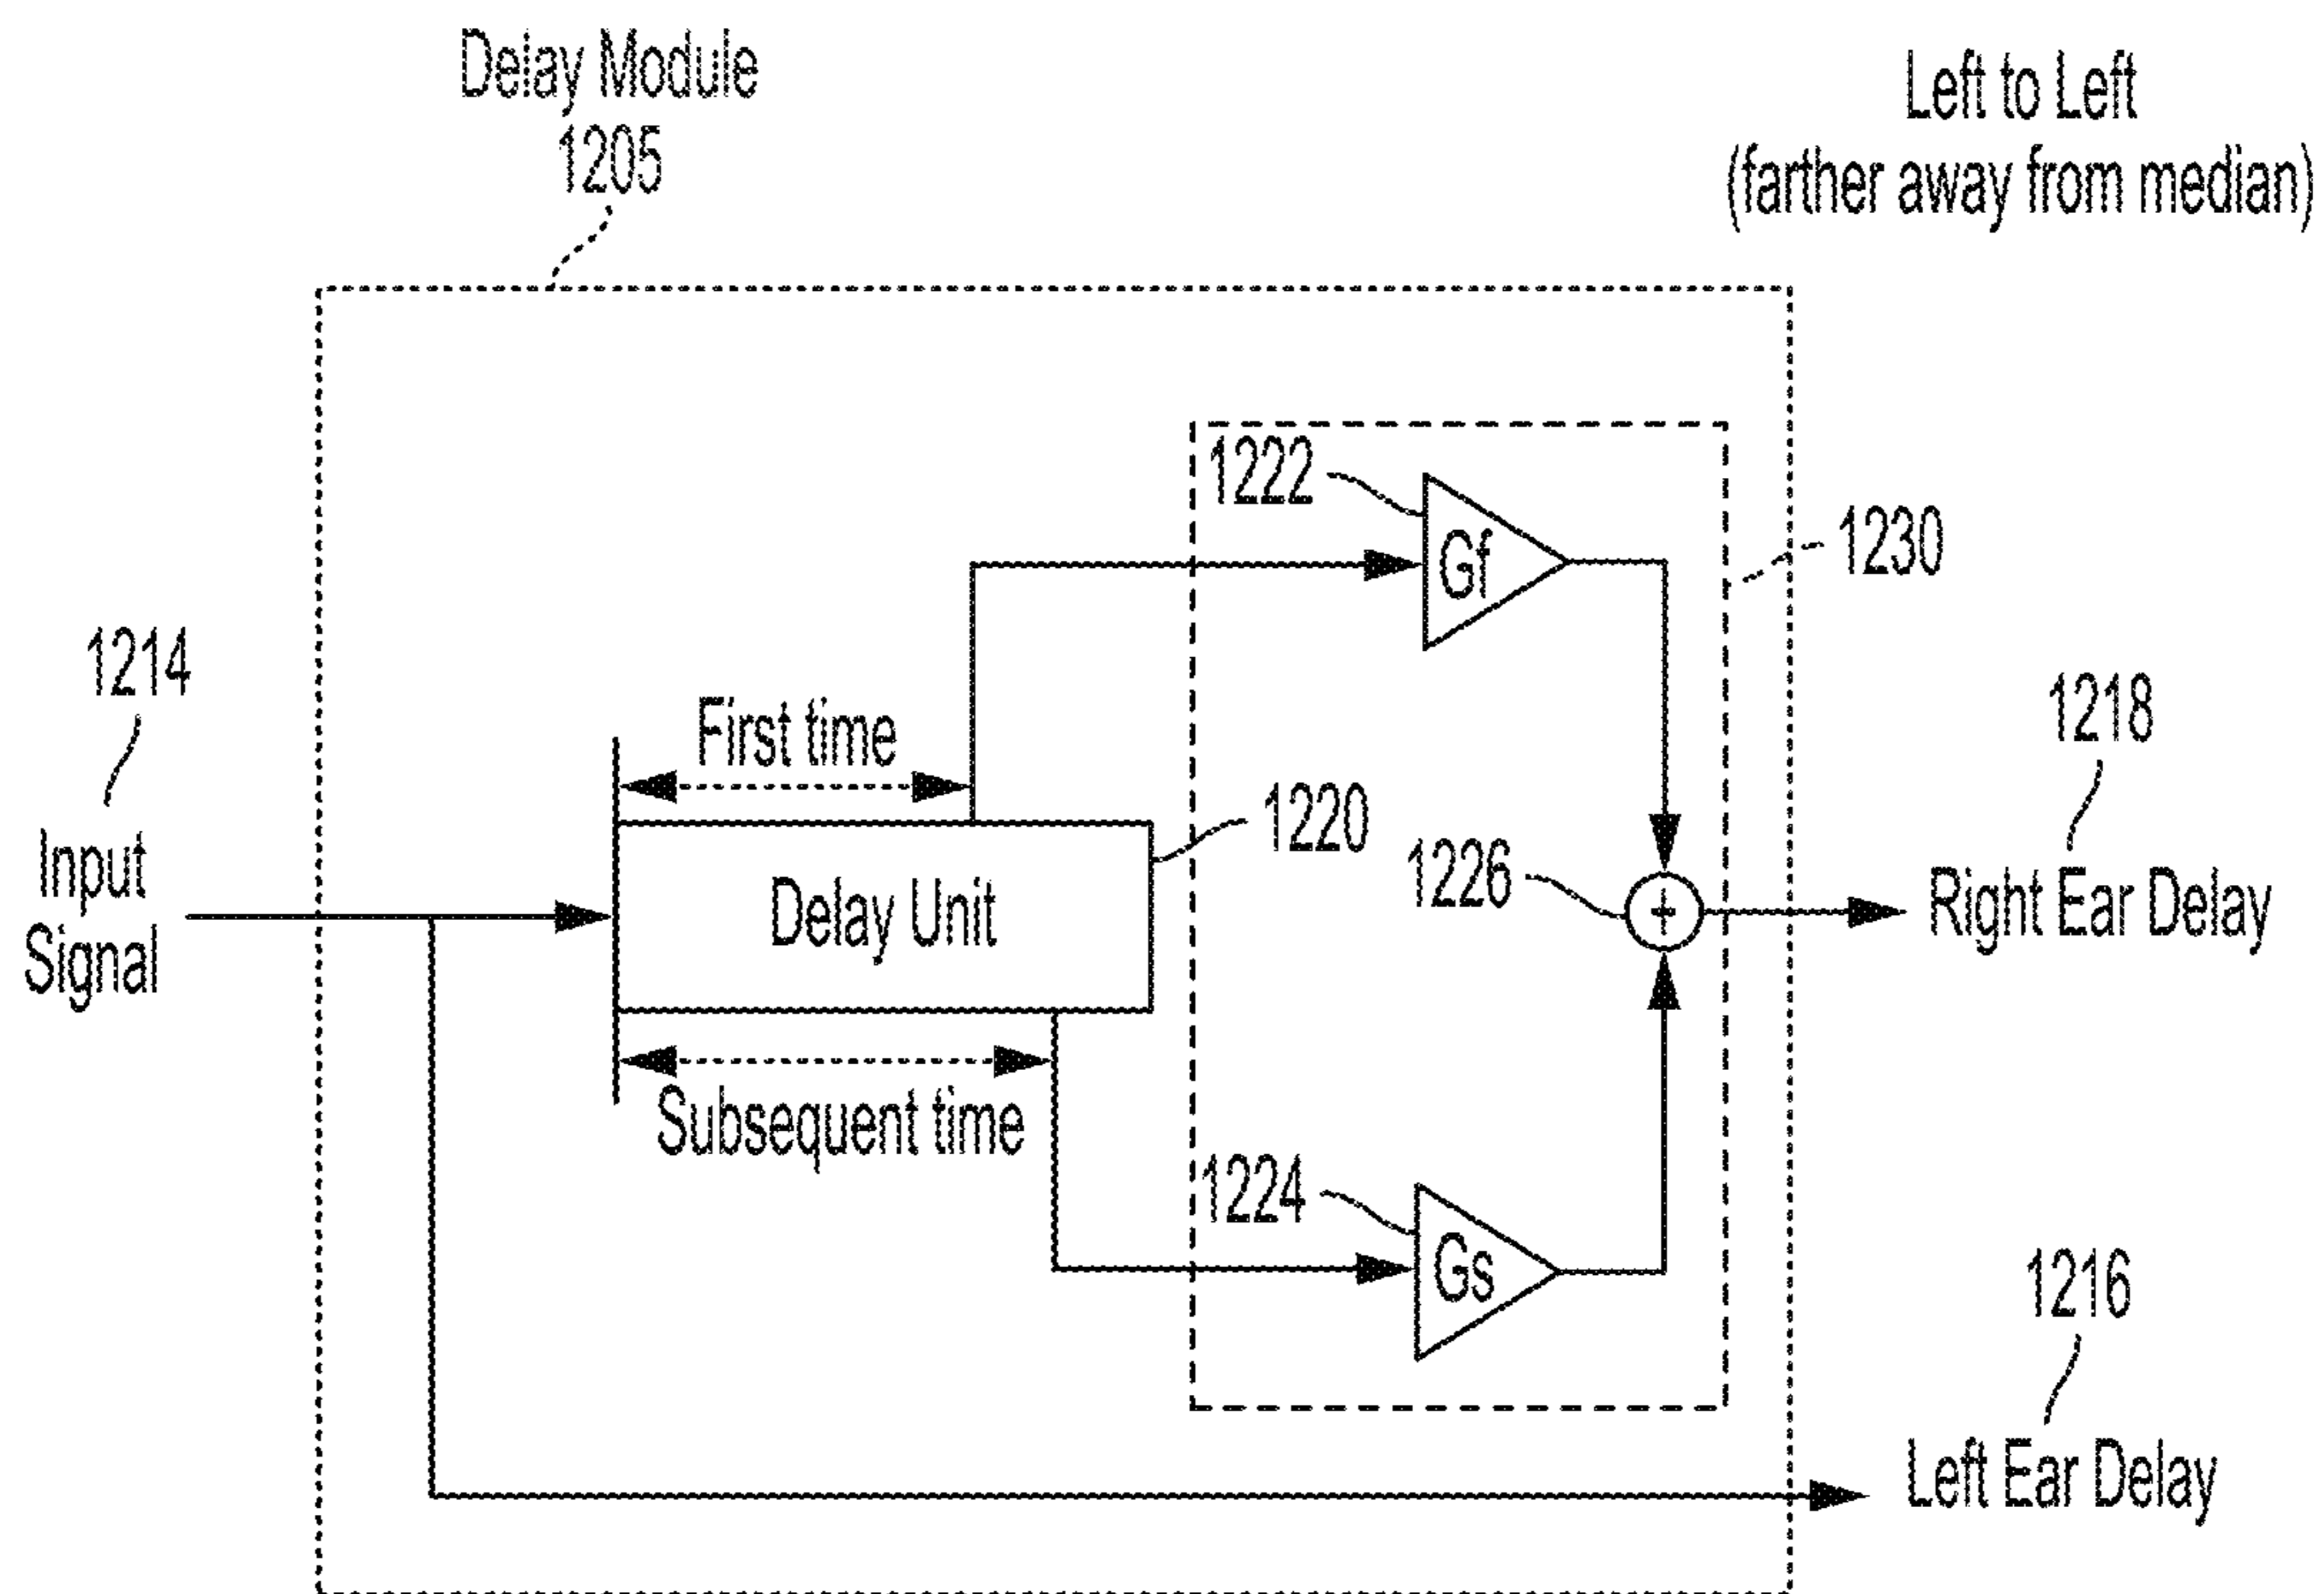 Delay Module
1205
Left to Left
(farther away from median)
1222
Gf
1230
1214
Input
Signal
First time
1220
Delay Unit
Subsequent time
1226
+
1218
Right Ear Delay
1224
Gs
1216
Left Ear Delay